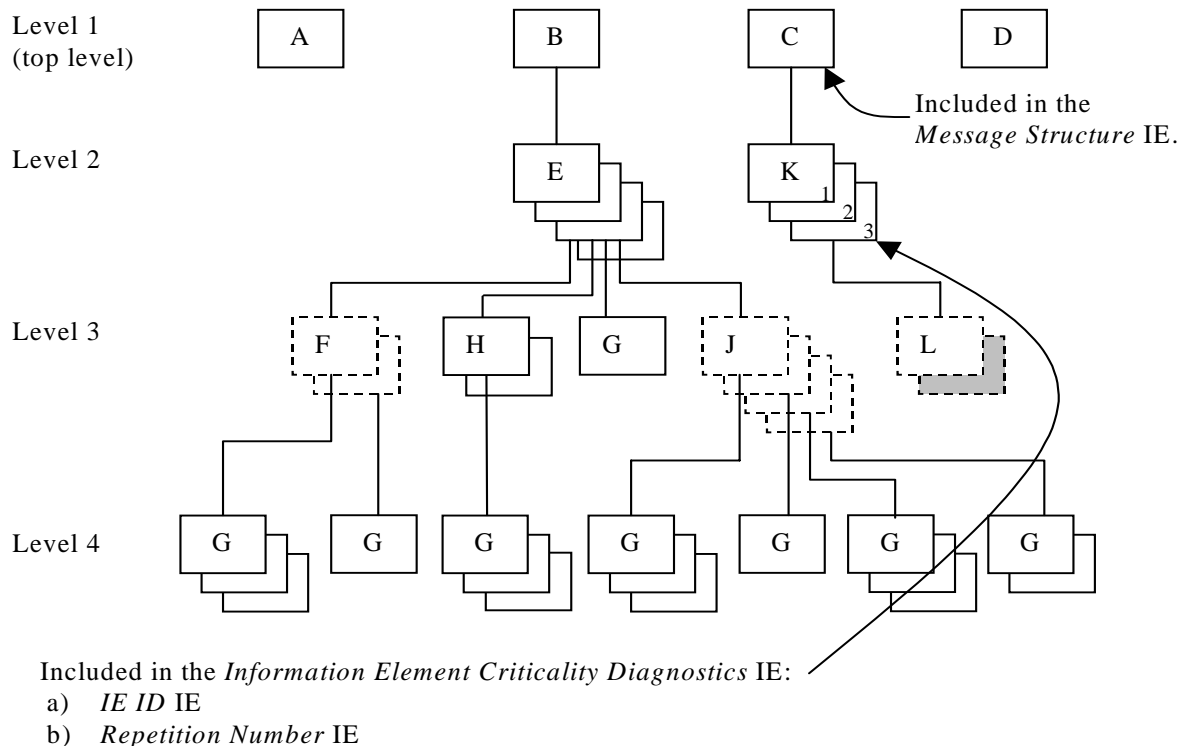 Level 1
(top level)
A B C D
Included in the
Message Structure IE.
Level 2
E K
1
2
3
Level 3
F H G J L
Level 4
G G G G G G G
Included in the Information Element Criticality Diagnostics IE:
a) IE ID IE
b) Repetition Number IE